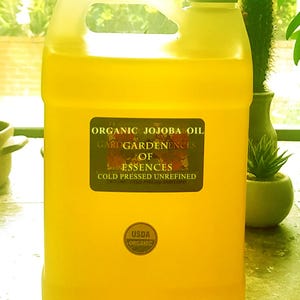 ORGANIC JOJOBA OIL
GARDEN
OF
ESSENCES
COLD PRESSED UNREFINED
USDA
ORGANIC